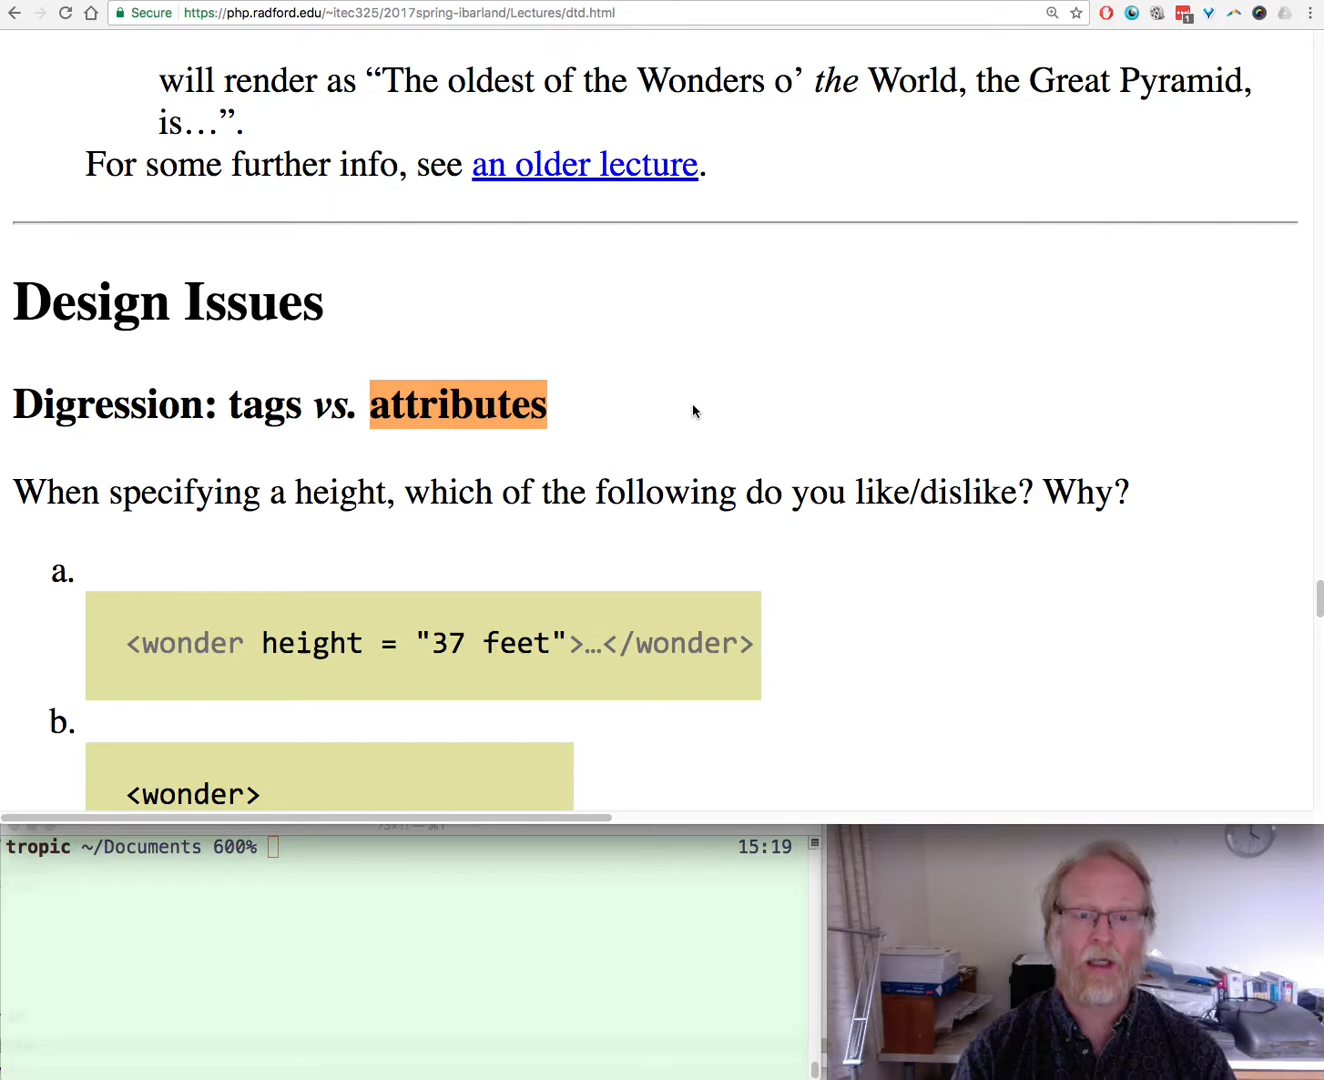 Secure https://php.radford.edu/~itec325/2017spring-ibarland/Lectures/dtd.html
1
will render as “The oldest of the Wonders o’ the World, the Great Pyramid,
is…”.
For some further info, see an older lecture.
Design Issues
Digression: tags vs. attributes
When specifying a height, which of the following do you like/dislike? Why?
a.
<wonder height = "37 feet">…</wonder>
b.
<wonder>
tropic ~/Documents 600% 15:19